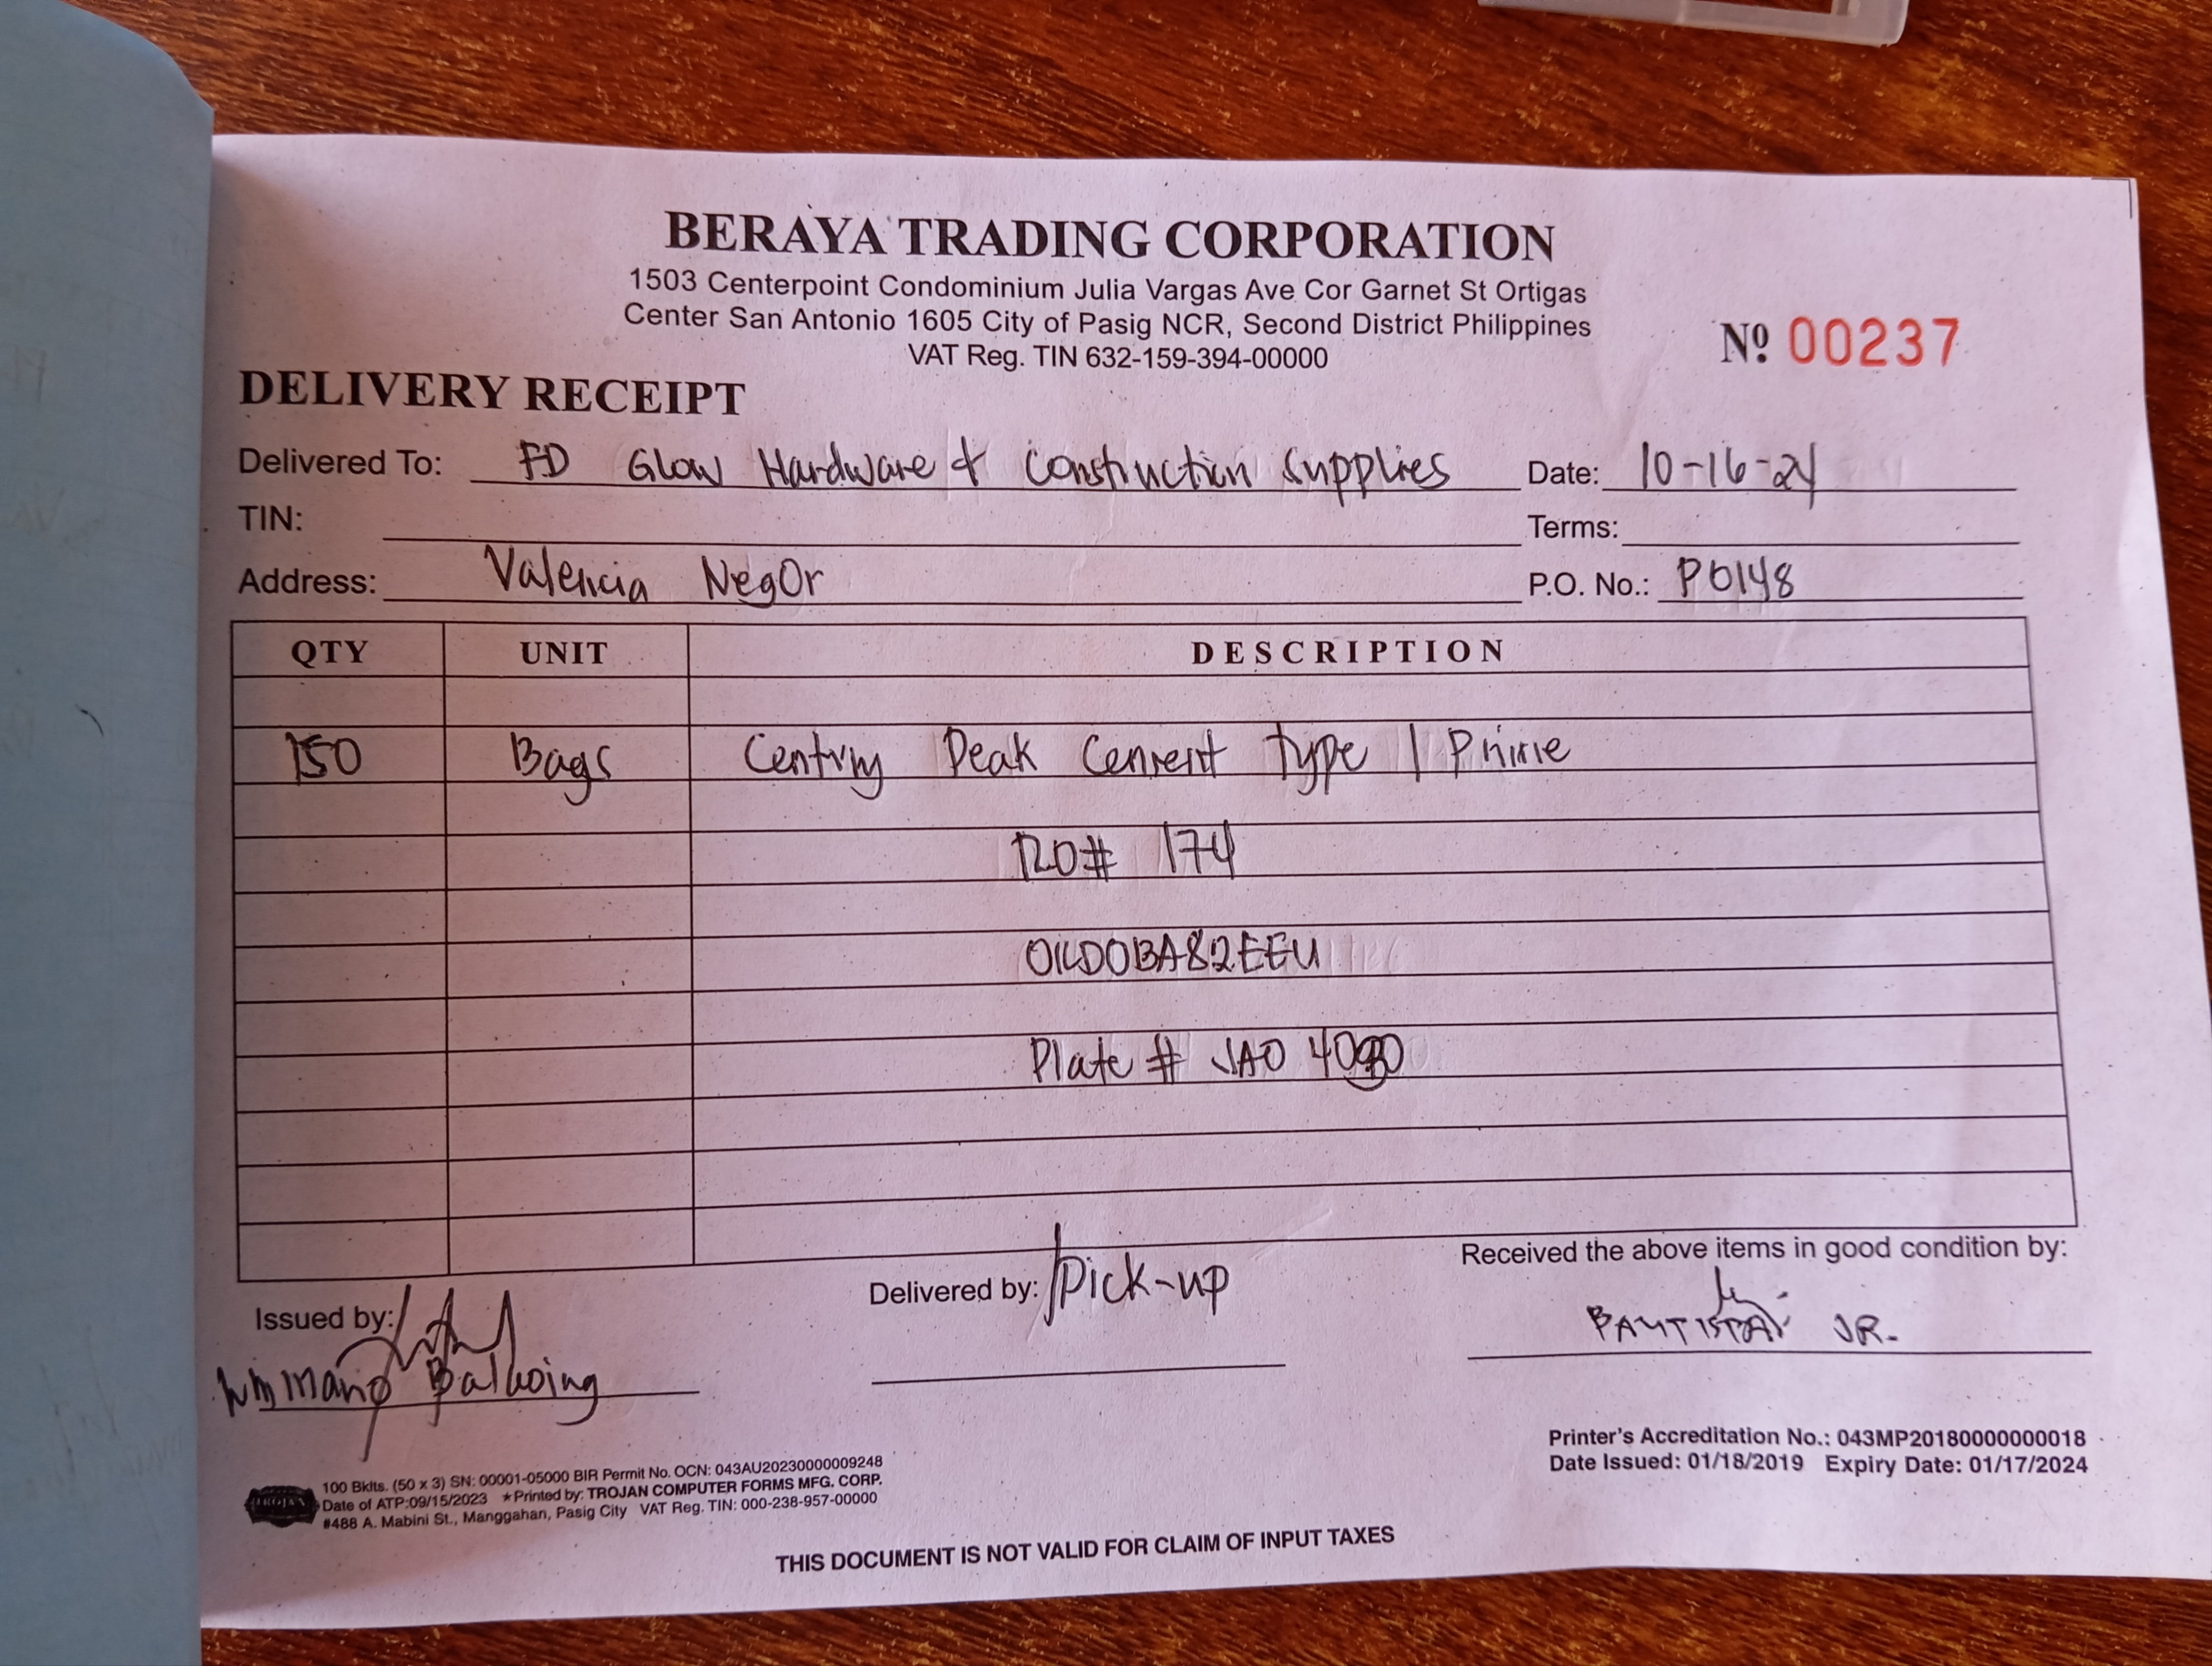 BERAYA TRADING CORPORATION
1503 Centerpoint Condominium Julia Vargas Ave Cor Garnet St Ortigas
Center San Antonio 1605 City of Pasig NCR, Second District Philippines
VAT Reg. TIN 632-159-394-00000
Nº 00237
DELIVERY RECEIPT
Delivered To: FD Glow Hardware & Construction Supplies Date: 10-16-24
TIN: Terms:
Address: Valencia NegOr P.O. No.: PO148
QTY UNIT DESCRIPTION
150 Bags Century Peak Cement Type 1 Prime
RO# 174
Plate # JAO
Received the above items in good condition by:
Delivered by: Pick-up
Issued by:
BAUTISTA JR.
Printer's Accreditation No.: 043MP20180000000018
Date Issued: 01/18/2019 Expiry Date: 01/17/2024
100 Bklts. (50 x 3) SN: 00001-05000 BIR Permit No. OCN: 043AU20230000009248
Date of ATP:09/15/2023 ★Printed by: TROJAN COMPUTER FORMS MFG. CORP.
#488 A. Mabini St., Manggahan, Pasig City VAT Reg. TIN: 000-238-957-00000
TROJAN
THIS DOCUMENT IS NOT VALID FOR CLAIM OF INPUT TAXES